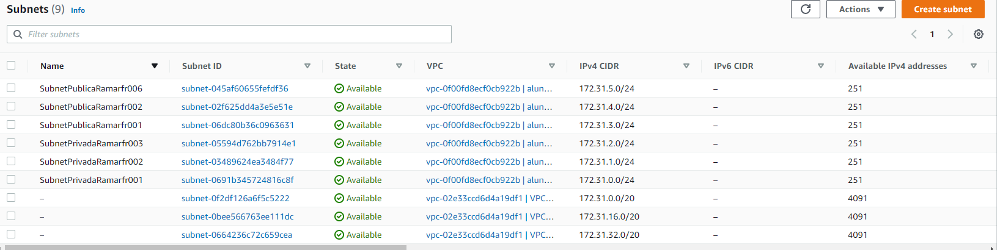 Subnets (9) Info Actions Create subnet
Filter subnets 1
Name Subnet ID State VPC IPv4 CIDR IPv6 CIDR Available IPv4 addresses
SubnetPublicaRamarfr006 subnet-045af60655fefdf36 Available vpc-0f00fd8ecf0cb922b | alun... 172.31.5.0/24 – 251
SubnetPublicaRamarfr002 subnet-02f625dd4a3e5e51e Available vpc-0f00fd8ecf0cb922b | alun... 172.31.4.0/24 – 251
SubnetPublicaRamarfr001 subnet-06dc80b36c0963631 Available vpc-0f00fd8ecf0cb922b | alun... 172.31.3.0/24 – 251
SubnetPrivadaRamarfr003 subnet-05594d762bb7914e1 Available vpc-0f00fd8ecf0cb922b | alun... 172.31.2.0/24 – 251
SubnetPrivadaRamarfr002 subnet-03489624ea3484f77 Available vpc-0f00fd8ecf0cb922b | alun... 172.31.1.0/24 – 251
SubnetPrivadaRamarfr001 subnet-0691b345724816c8f Available vpc-0f00fd8ecf0cb922b | alun... 172.31.0.0/24 – 251
– subnet-0f2df126a6f5c5222 Available vpc-02e33ccd6d4a19df1 | VPC... 172.31.0.0/20 – 4091
– subnet-0bee566763ee111dc Available vpc-02e33ccd6d4a19df1 | VPC... 172.31.16.0/20 – 4091
– subnet-0664236c72c659cea Available vpc-02e33ccd6d4a19df1 | VPC... 172.31.32.0/20 – 4091